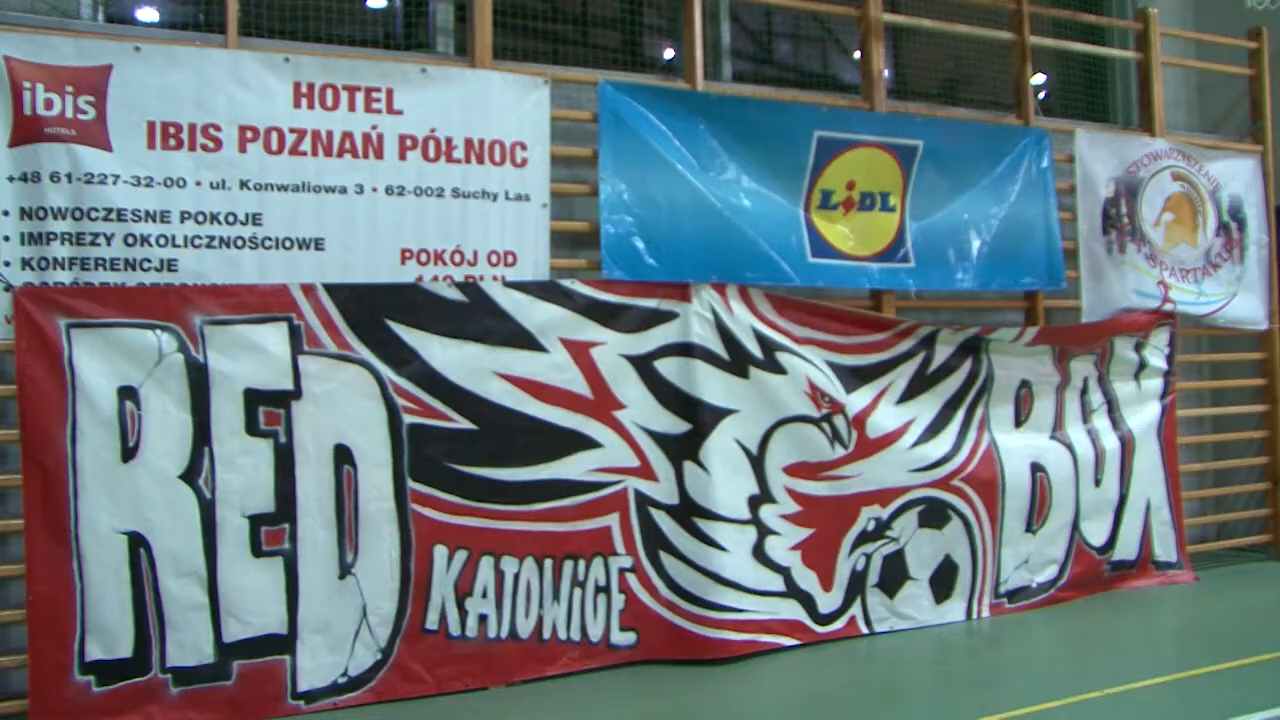 ibis
HOTELS
HOTEL
IBIS POZNAŃ PÓŁNOC
+48 61-227-32-00 • ul. Konwaliowa 3 • 62-002 Suchy Las
• NOWOCZESNE POKOJE
• IMPREZY OKOLICZNOŚCIOWE
• KONFERENCJE
POKÓJ OD
LiDL
STOWARZYSZENIE
SPARTAKUS
RED
KATOWiCE
BOX